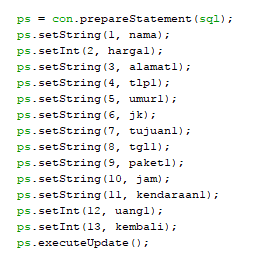 ps = con.prepareStatement(sql);
ps.setString(1, nama);
ps.setInt(2, harga1);
ps.setString(3, alamat1);
ps.setString(4, tlp1);
ps.setString(5, umur1);
ps.setString(6, jk);
ps.setString(7, tujuan1);
ps.setString(8, tgl1);
ps.setString(9, paket1);
ps.setString(10, jam);
ps.setString(11, kendaraan1);
ps.setInt(12, uang1);
ps.setInt(13, kembali);
ps.executeUpdate();